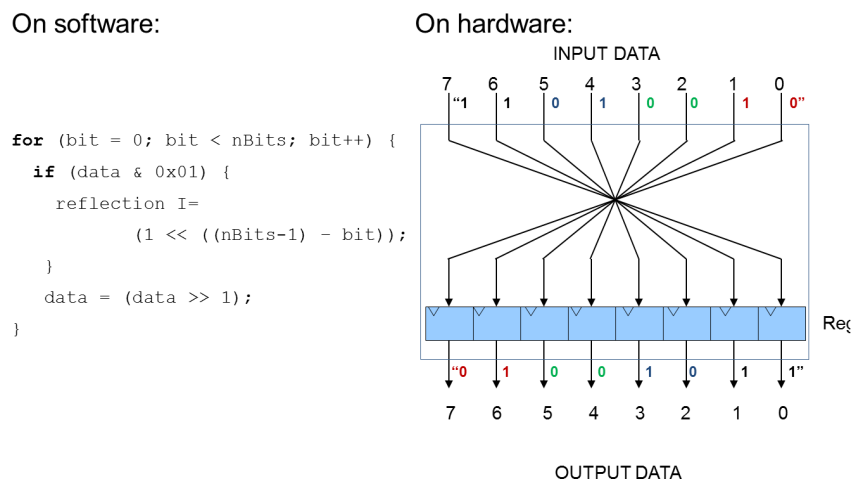 On software:
for (bit = 0; bit < nBits; bit++) {
if (data & 0x01) {
reflection I=
(1 << ((nBits-1) – bit));
}
data = (data >> 1);
}
On hardware:
INPUT DATA
7 6 5 4 3 2 1 0
“1 1 0 1 0 0 1 0”
Reg
“0 1 0 0 1 0 1 1”
7 6 5 4 3 2 1 0
OUTPUT DATA